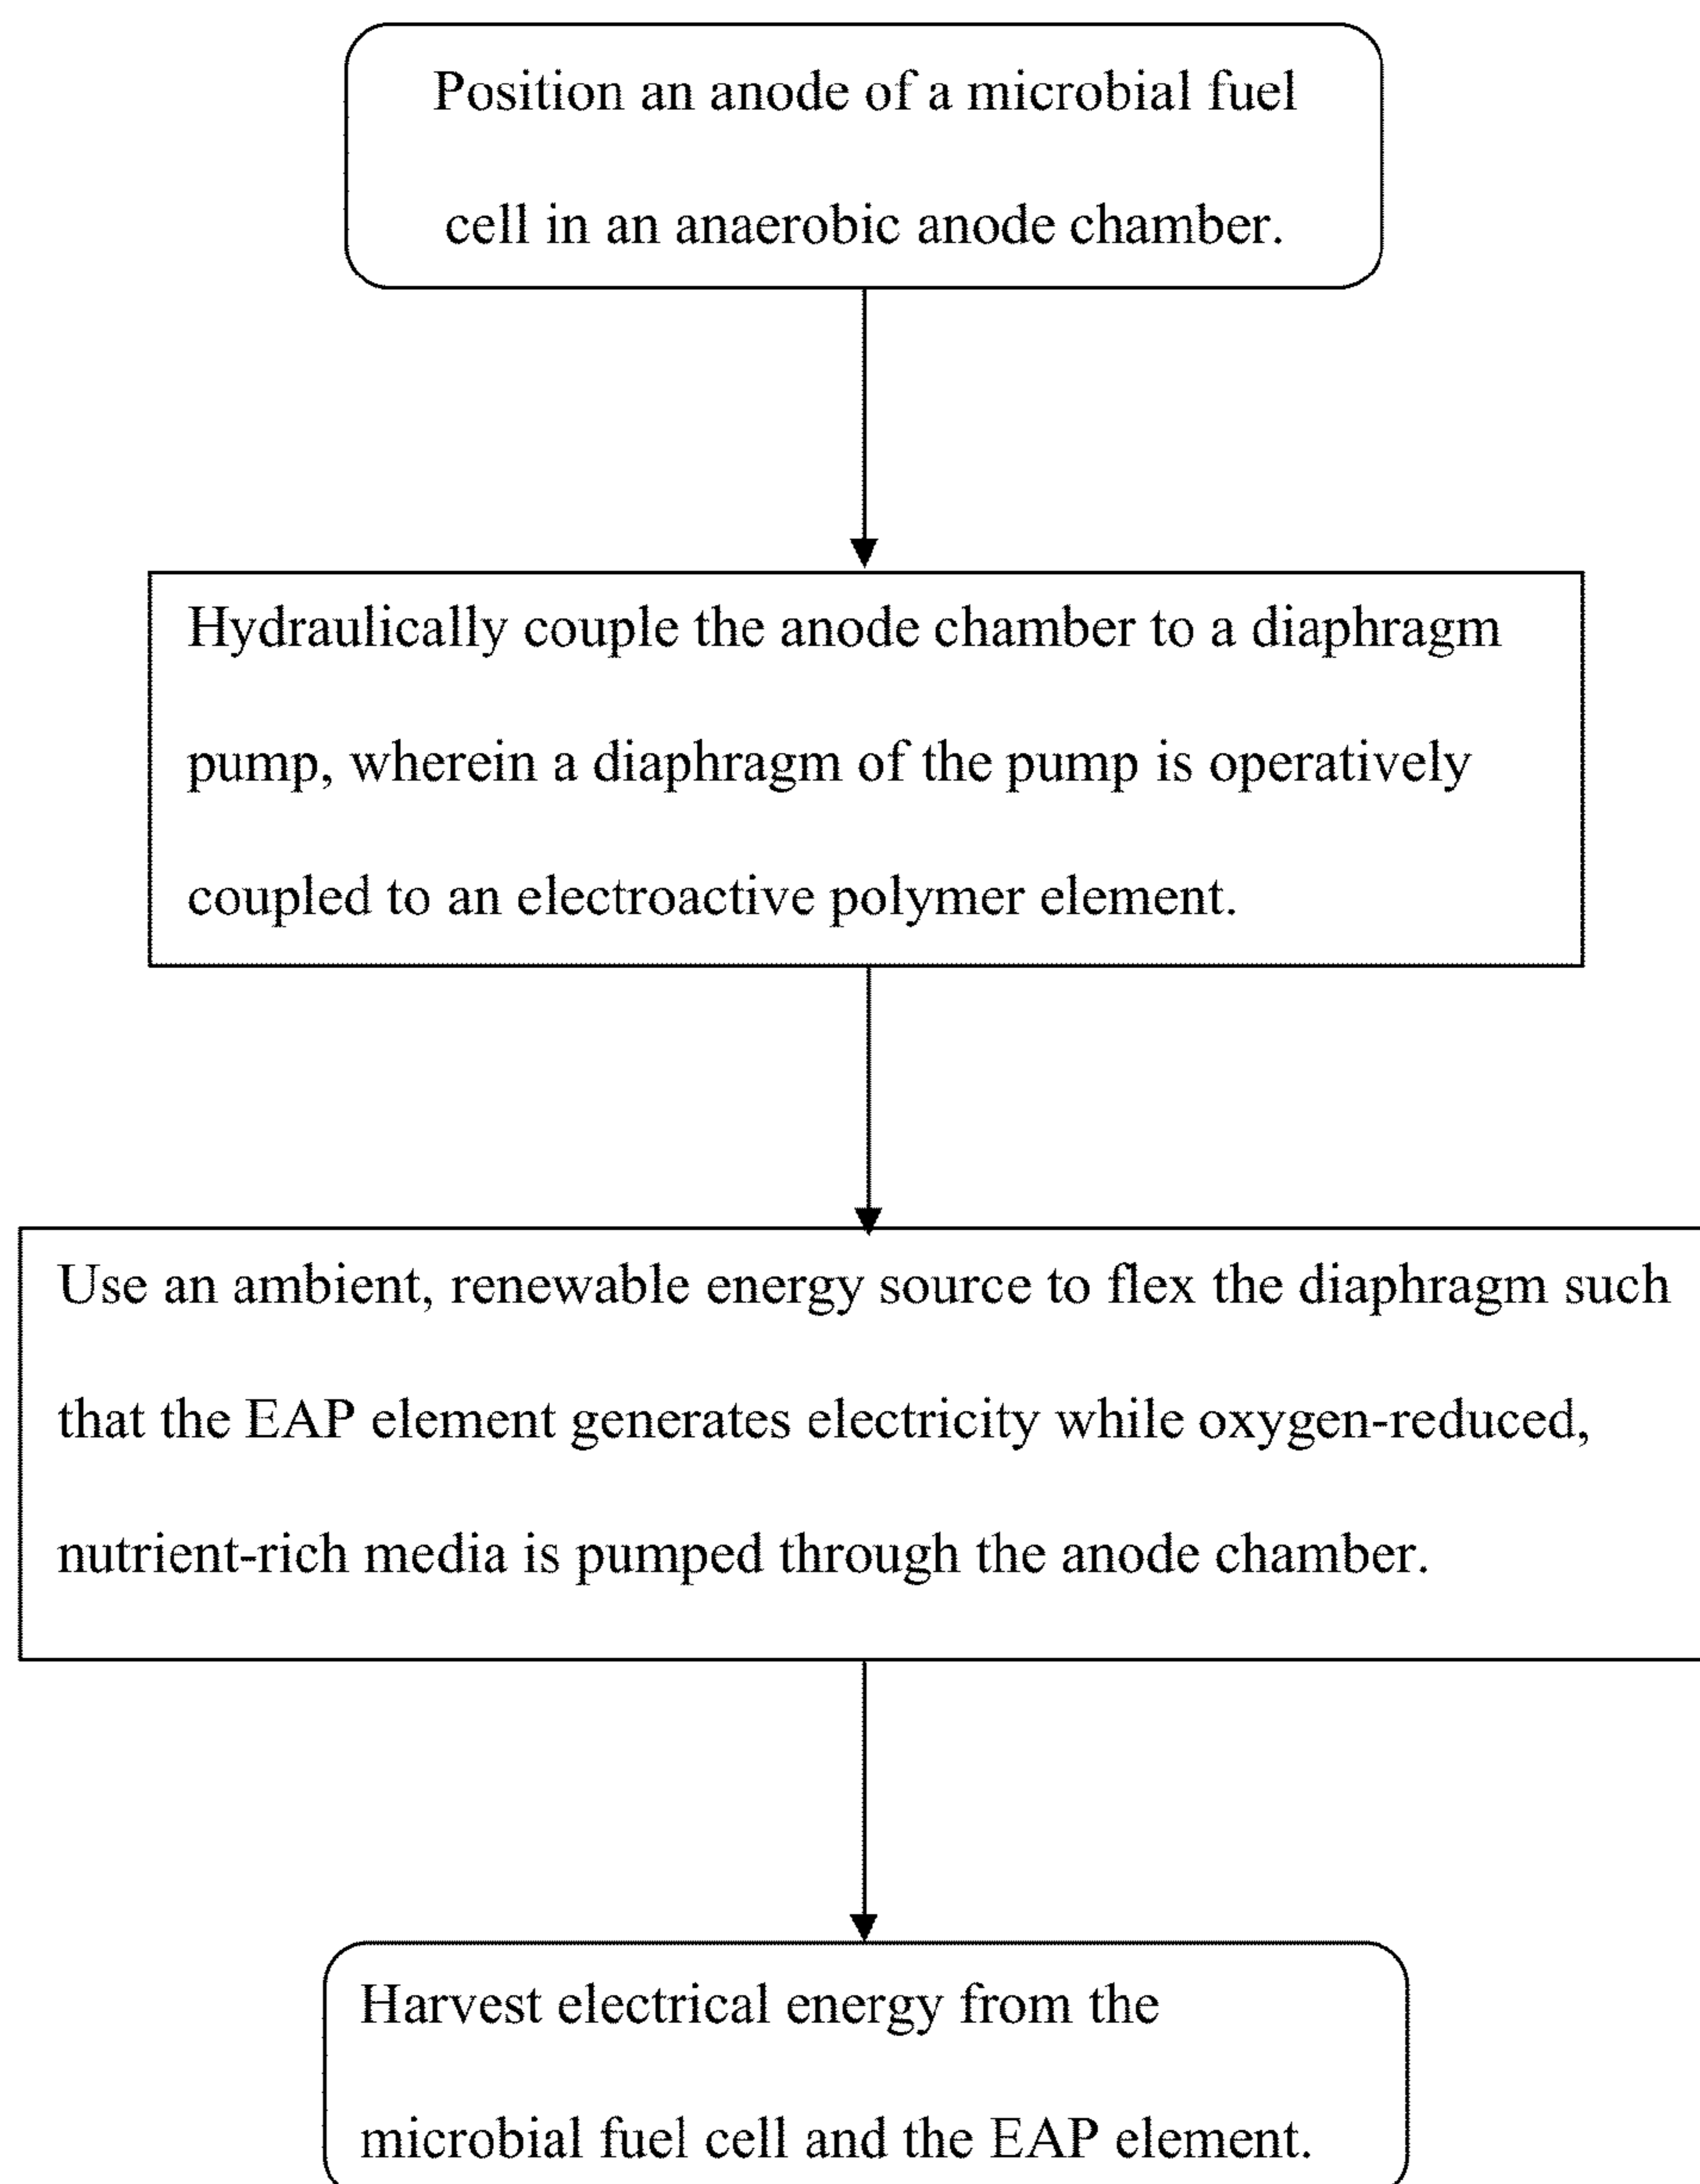 Position an anode of a microbial fuel
cell in an anaerobic anode chamber.
Hydraulically couple the anode chamber to a diaphragm
pump, wherein a diaphragm of the pump is operatively
coupled to an electroactive polymer element.
Use an ambient, renewable energy source to flex the diaphragm such
that the EAP element generates electricity while oxygen-reduced,
nutrient-rich media is pumped through the anode chamber.
Harvest electrical energy from the
microbial fuel cell and the EAP element.